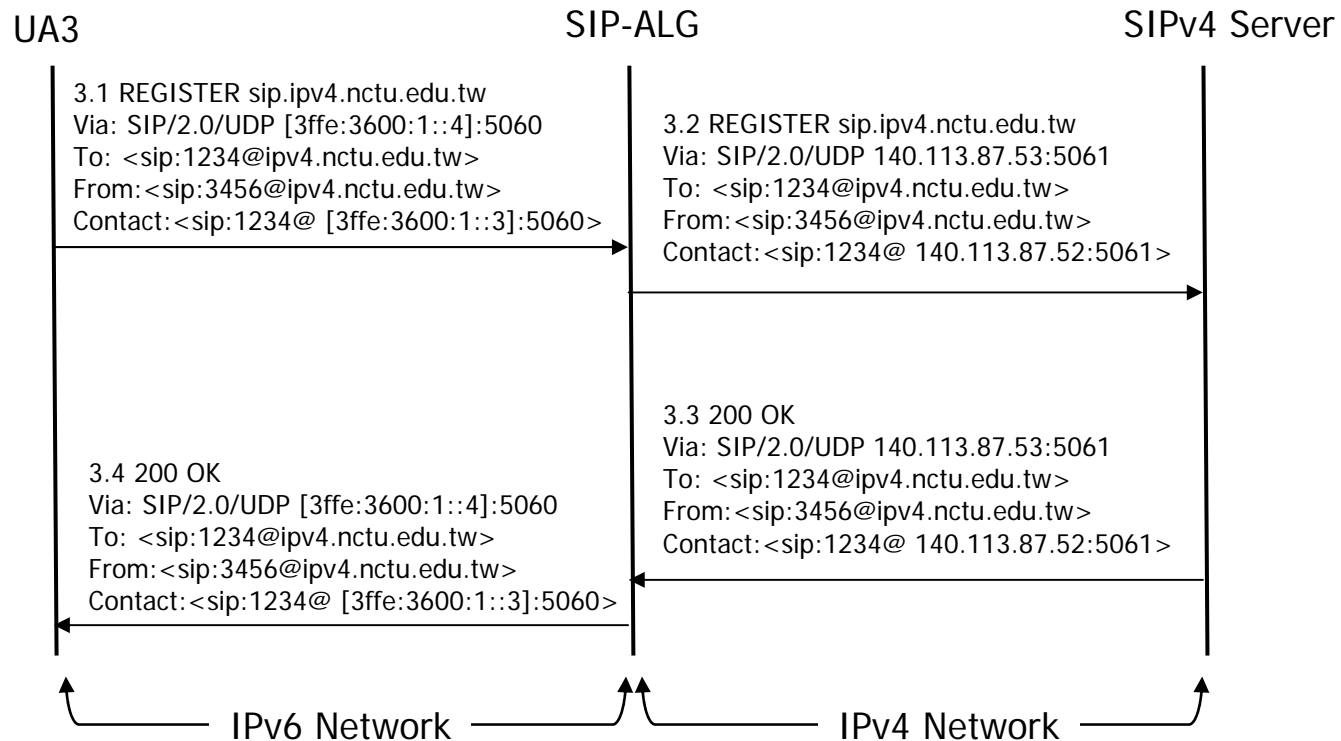 UA3
SIP-ALG
SIPv4 Server
3.1 REGISTER sip.ipv4.nctu.edu.tw
Via: SIP/2.0/UDP [3ffe:3600:1::4]:5060
To: <sip:1234@ipv4.nctu.edu.tw>
From:<sip:3456@ipv4.nctu.edu.tw>
Contact:<sip:1234@ [3ffe:3600:1::3]:5060>
3.2 REGISTER sip.ipv4.nctu.edu.tw
Via: SIP/2.0/UDP 140.113.87.53:5061
To: <sip:1234@ipv4.nctu.edu.tw>
From:<sip:3456@ipv4.nctu.edu.tw>
Contact:<sip:1234@ 140.113.87.52:5061>
3.3 200 OK
Via: SIP/2.0/UDP 140.113.87.53:5061
To: <sip:1234@ipv4.nctu.edu.tw>
From:<sip:3456@ipv4.nctu.edu.tw>
Contact:<sip:1234@ 140.113.87.52:5061>
3.4 200 OK
Via: SIP/2.0/UDP [3ffe:3600:1::4]:5060
To: <sip:1234@ipv4.nctu.edu.tw>
From:<sip:3456@ipv4.nctu.edu.tw>
Contact:<sip:1234@ [3ffe:3600:1::3]:5060>
IPv6 Network
IPv4 Network